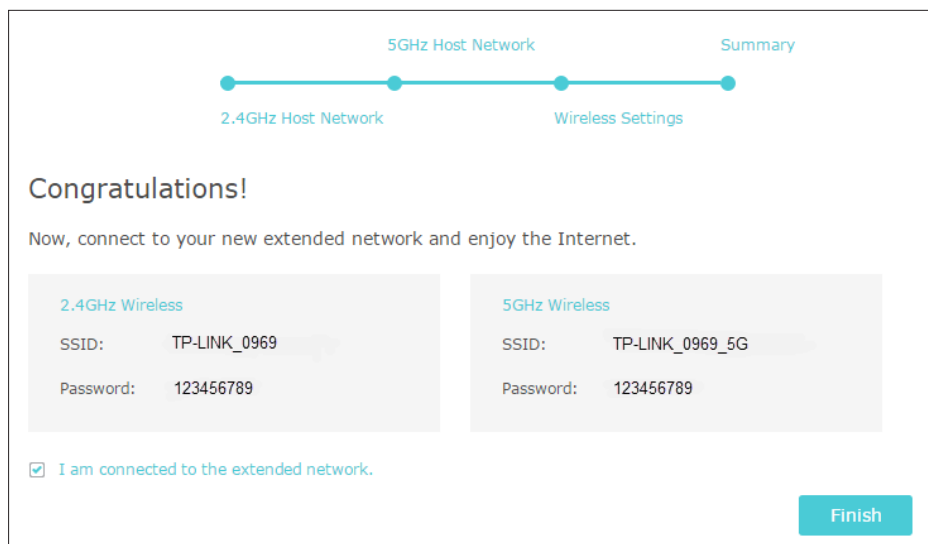 5GHz Host Network Summary
2.4GHz Host Network Wireless Settings
Congratulations!
Now, connect to your new extended network and enjoy the Internet.
2.4GHz Wireless
SSID: TP-LINK_0969
Password: 123456789
5GHz Wireless
SSID: TP-LINK_0969_5G
Password: 123456789
I am connected to the extended network.
Finish